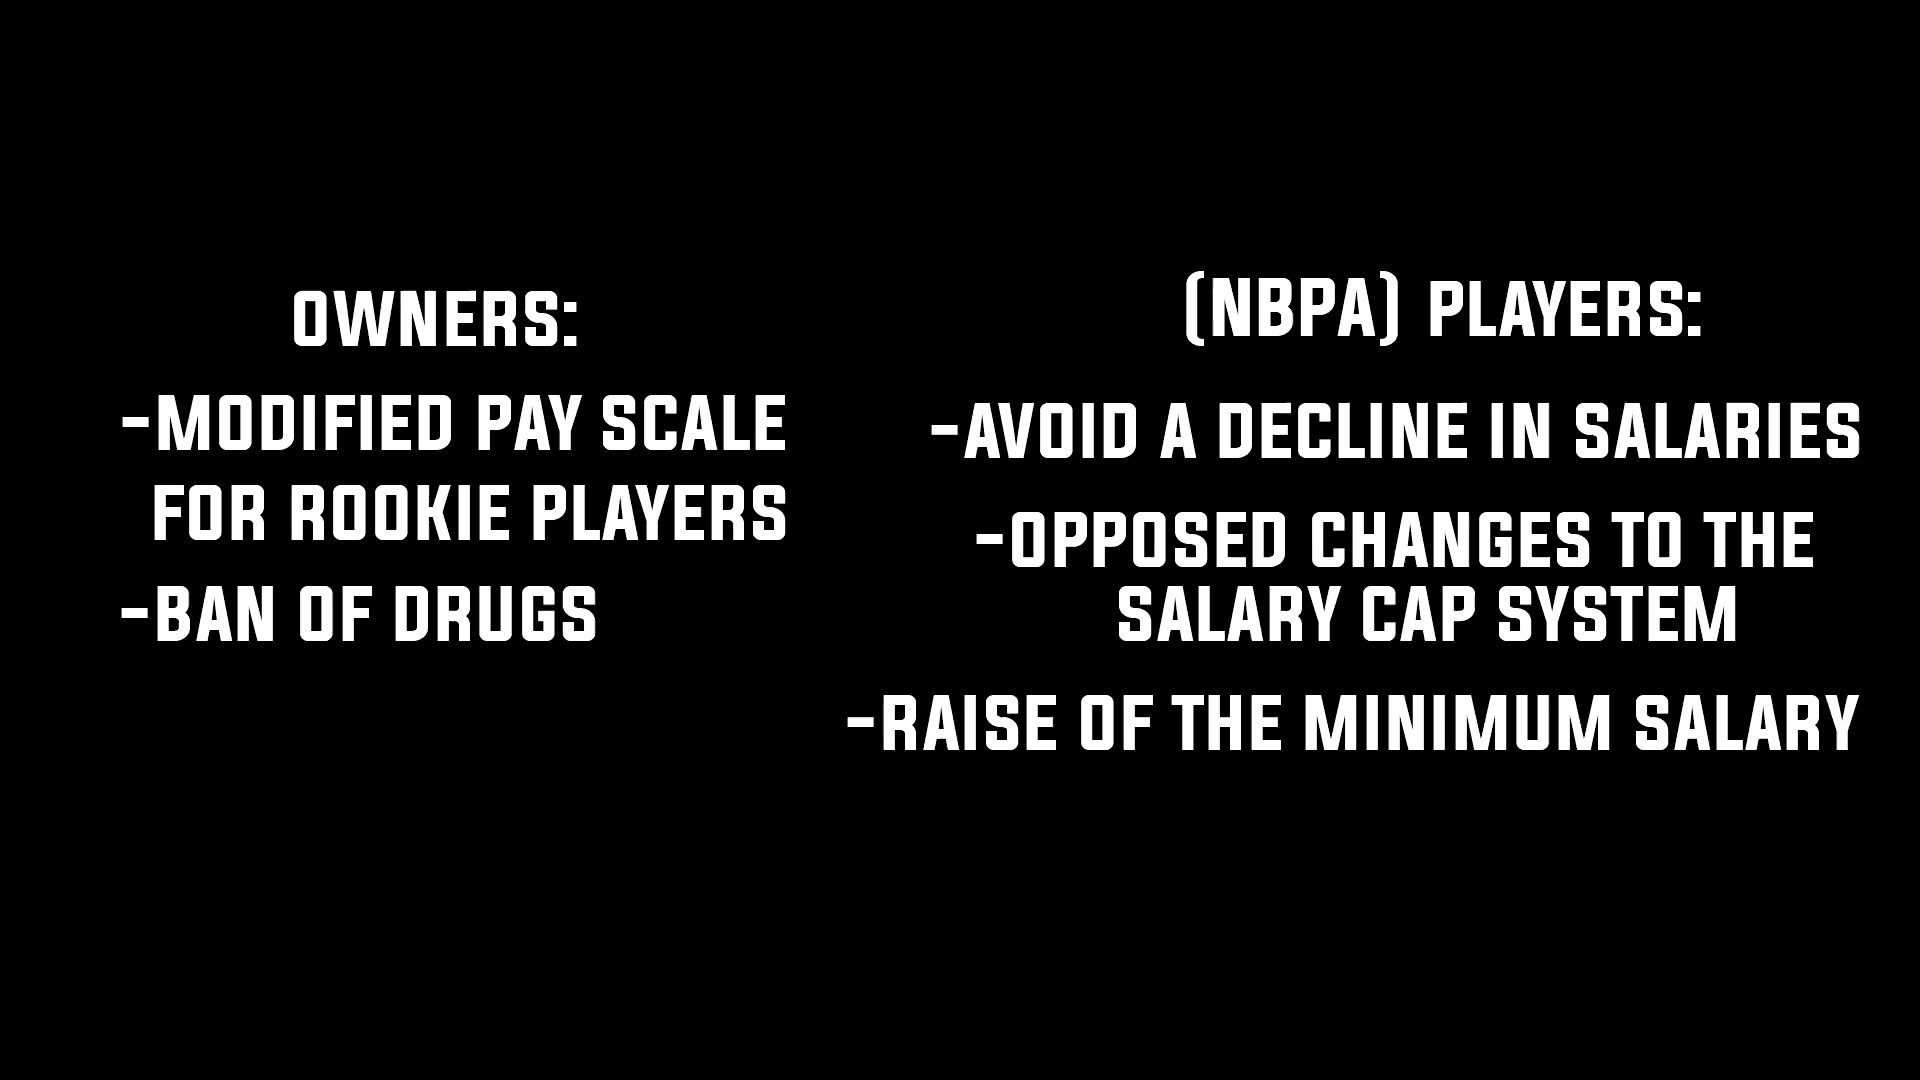 OWNERS:
-MODIFIED PAY SCALE
FOR ROOKIE PLAYERS
-BAN OF DRUGS
(NBPA) PLAYERS:
-AVOID A DECLINE IN SALARIES
-OPPOSED CHANGES TO THE
SALARY CAP SYSTEM
-RAISE OF THE MINIMUM SALARY